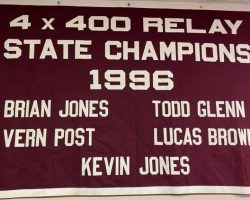 4 x 400 RELAY
STATE CHAMPIONS
1996
BRIAN JONES TODD GLENN
VERN POST LUCAS BROWN
KEVIN JONES